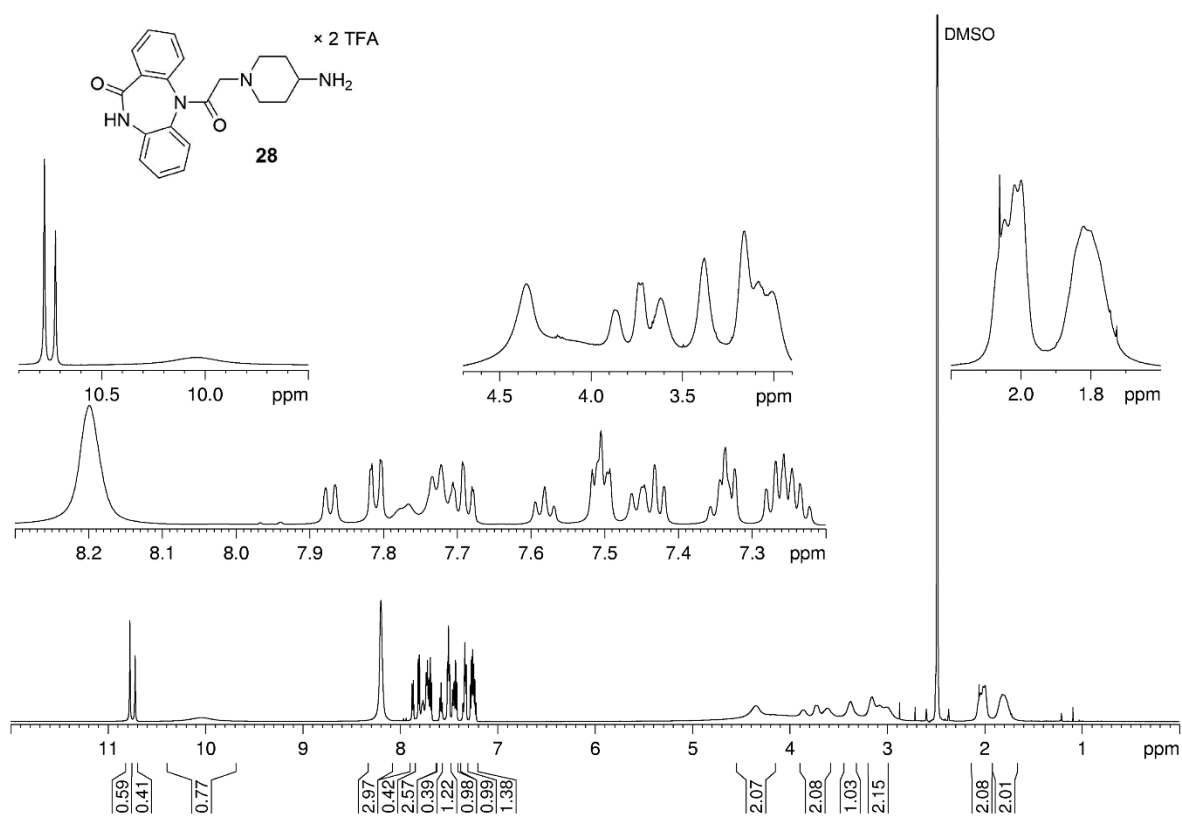 × 2 TFA
DMSO
O
N
N
NH₂
HN
O
28
10.5 10.0 ppm
4.5 4.0 3.5 ppm
2.0 1.8 ppm
8.2 8.1 8.0 7.9 7.8 7.7 7.6 7.5 7.4 7.3 ppm
11 10 9 8 7 6 5 4 3 2 1 ppm
0.59 0.41 0.77 2.97 0.42 2.57 0.39 1.22 0.98 0.99 1.38 2.07 2.08 1.03 2.15 2.08 2.01